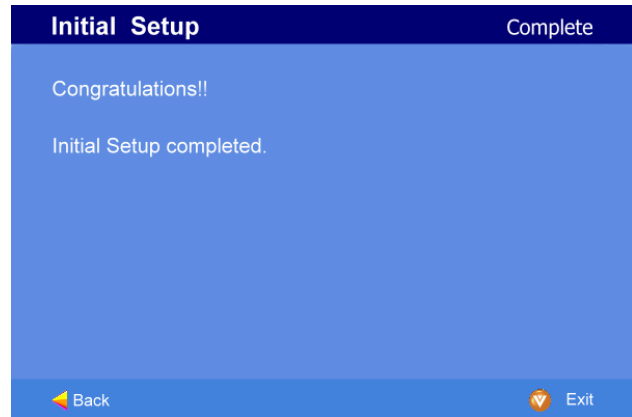 Initial Setup Complete
Congratulations!!
Initial Setup completed.
Back Exit